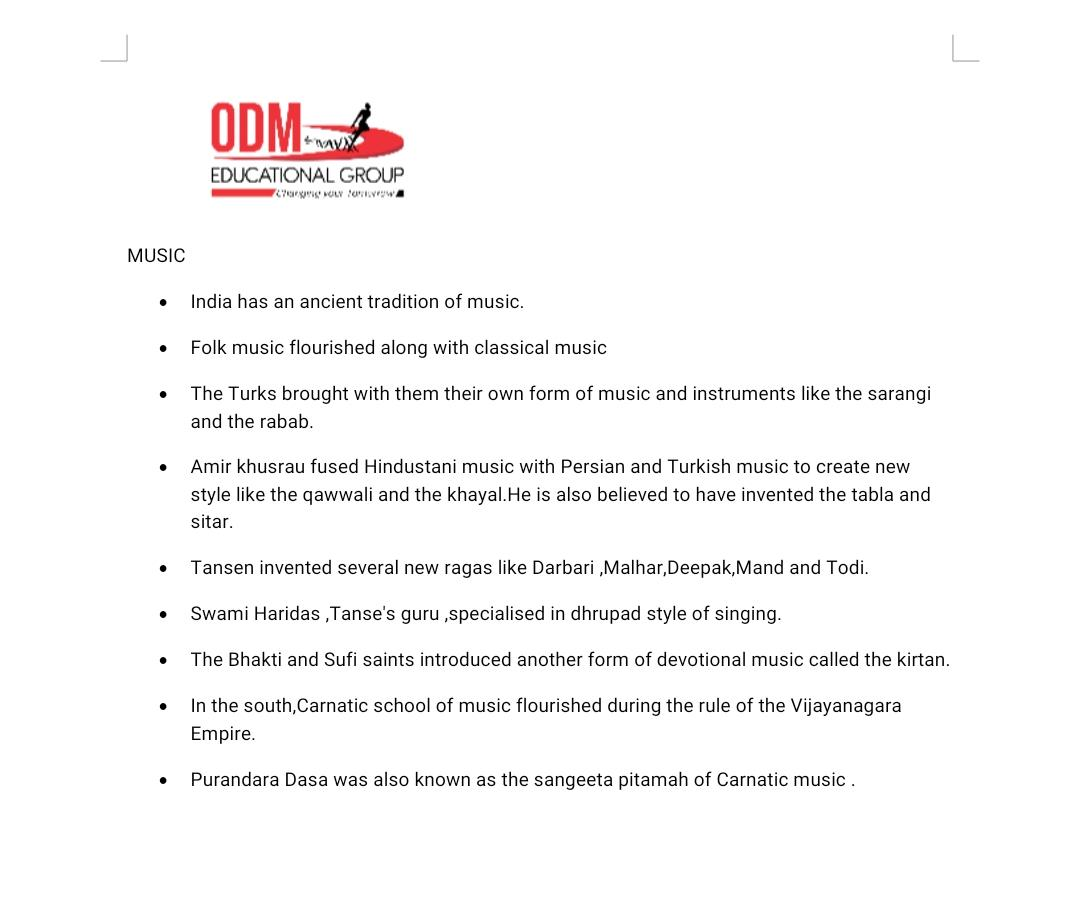 ODM
EDUCATIONAL GROUP
Changing your Tomorrow
MUSIC
• India has an ancient tradition of music.
• Folk music flourished along with classical music
• The Turks brought with them their own form of music and instruments like the sarangi
and the rabab.
• Amir khusrau fused Hindustani music with Persian and Turkish music to create new
style like the qawwali and the khayal.He is also believed to have invented the tabla and
sitar.
• Tansen invented several new ragas like Darbari ,Malhar,Deepak,Mand and Todi.
• Swami Haridas ,Tanse's guru ,specialised in dhrupad style of singing.
• The Bhakti and Sufi saints introduced another form of devotional music called the kirtan.
• In the south,Carnatic school of music flourished during the rule of the Vijayanagara
Empire.
• Purandara Dasa was also known as the sangeeta pitamah of Carnatic music .